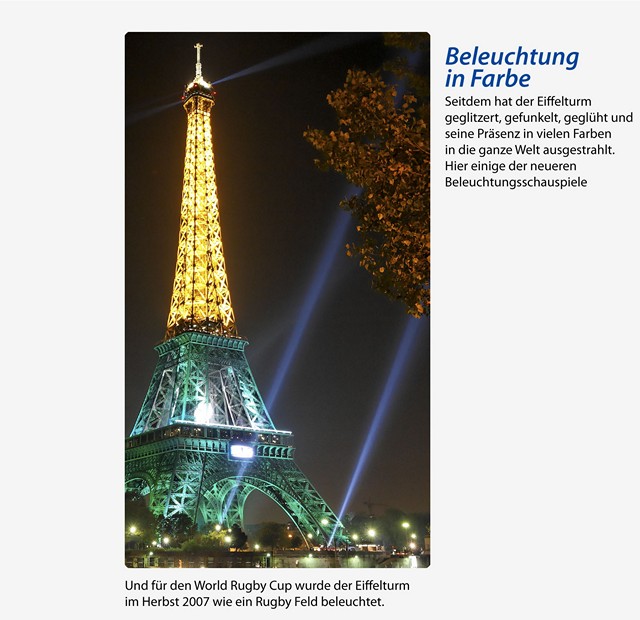 Beleuchtung
in Farbe
Seitdem hat der Eiffelturm
geglitzert, gefunkelt, geglüht und
seine Präsenz in vielen Farben
in die ganze Welt ausgestrahlt.
Hier einige der neueren
Beleuchtungsschauspiele
Und für den World Rugby Cup wurde der Eiffelturm
im Herbst 2007 wie ein Rugby Feld beleuchtet.